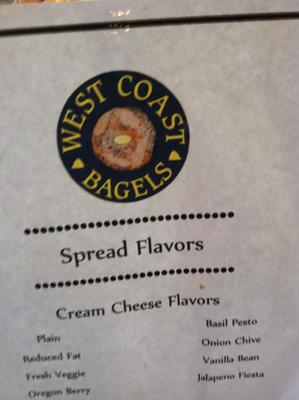 WEST COAST
BAGELS
Spread Flavors
Cream Cheese Flavors
Plain
Reduced Fat
Fresh Veggie
Oregon Berry
Basil Pesto
Onion Chive
Vanilla Bean
Jalapeno Fiesta